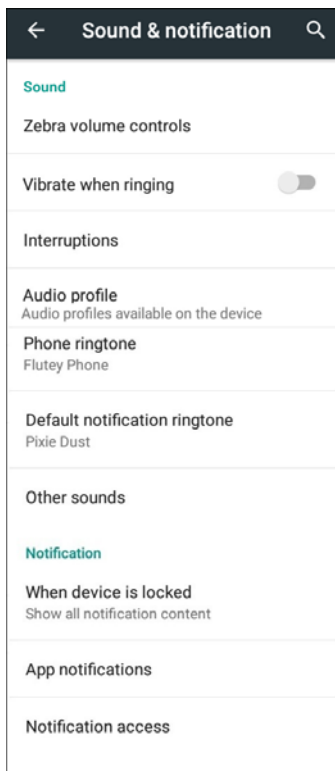 Sound & notification
Sound
Zebra volume controls
Vibrate when ringing
Interruptions
Audio profile
Audio profiles available on the device
Phone ringtone
Flutey Phone
Default notification ringtone
Pixie Dust
Other sounds
Notification
When device is locked
Show all notification content
App notifications
Notification access